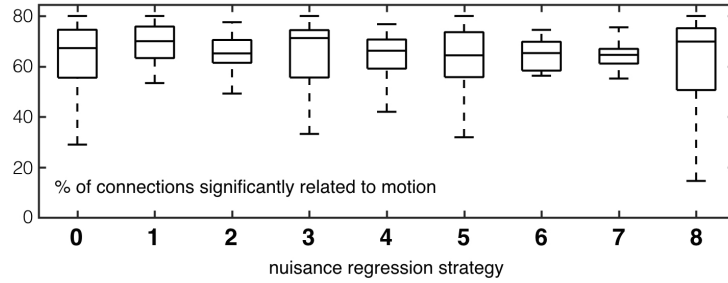 80
60
40
20
0
% of connections significantly related to motion
0 1 2 3 4 5 6 7 8
nuisance regression strategy